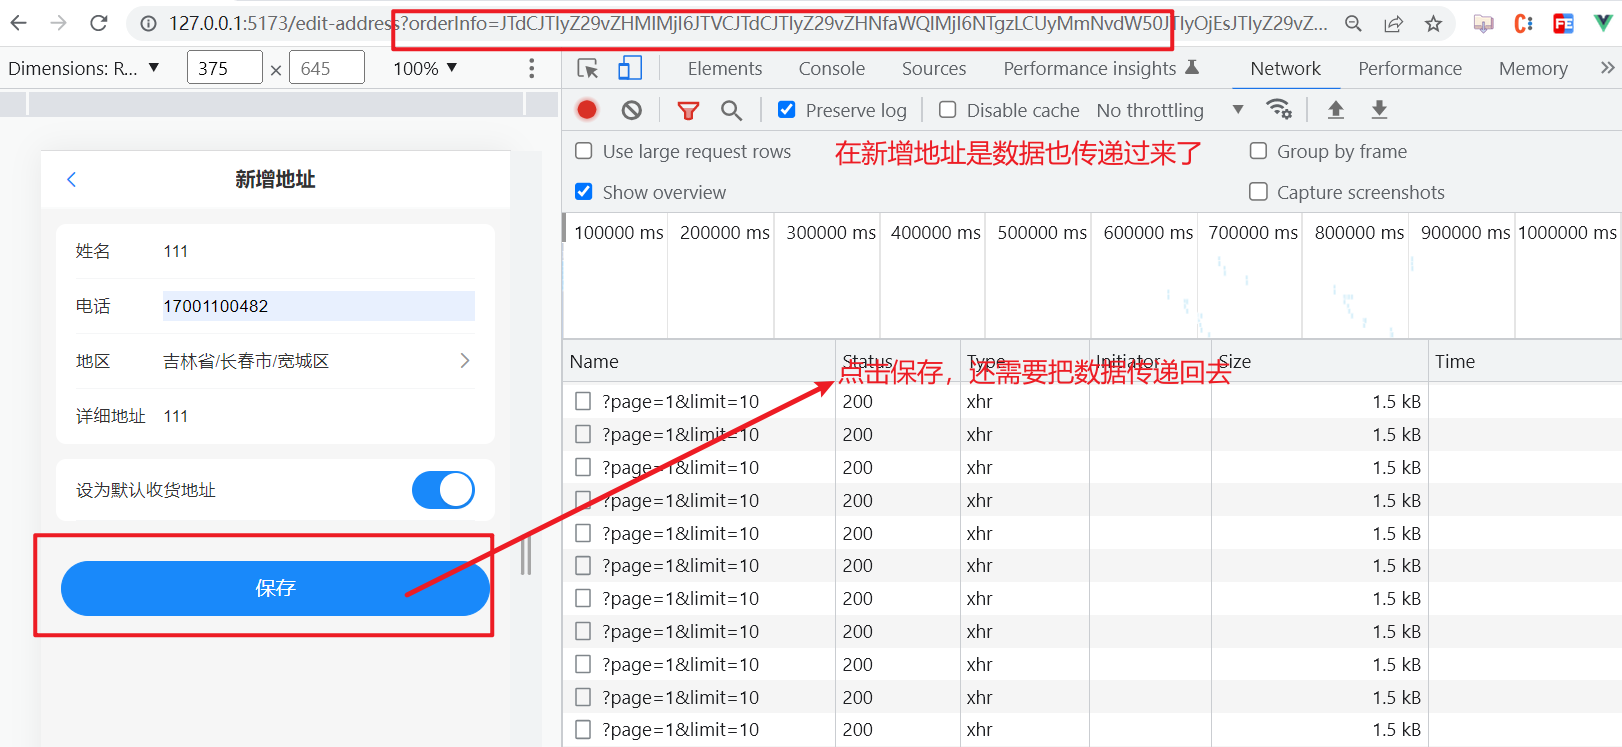 127.0.0.1:5173/edit-address?orderInfo=JTdCJTIyZ29vZHMlMjI6JTVCJTdCJTIyZ29vZHNfaWQlMjI6NTgzLCUyMmNvdW50JTIyOjEsJTIyZ29vZ...
Dimensions: R... ▼ 375 × 645 100% ▼
Elements Console Sources Performance insights Network Performance Memory »
Preserve log Disable cache No throttling ▼
Use large request rows 在新增地址是数据也传递过来了 Group by frame
Show overview Capture screenshots
新增地址
姓名 111
电话 17001100482
地区 吉林省/长春市/宽城区
详细地址 111
设为默认收货地址
保存
100000 ms 200000 ms 300000 ms 400000 ms 500000 ms 600000 ms 700000 ms 800000 ms 900000 ms 1000000 ms
Name Status Type Initiator Size Time
点击保存，还需要把数据传递回去
?page=1&limit=10 200 xhr 1.5 kB
?page=1&limit=10 200 xhr 1.5 kB
?page=1&limit=10 200 xhr 1.5 kB
?page=1&limit=10 200 xhr 1.5 kB
?page=1&limit=10 200 xhr 1.5 kB
?page=1&limit=10 200 xhr 1.5 kB
?page=1&limit=10 200 xhr 1.5 kB
?page=1&limit=10 200 xhr 1.5 kB
?page=1&limit=10 200 xhr 1.5 kB
?page=1&limit=10 200 xhr 1.5 kB
?page=1&limit=10 200 xhr 1.5 kB